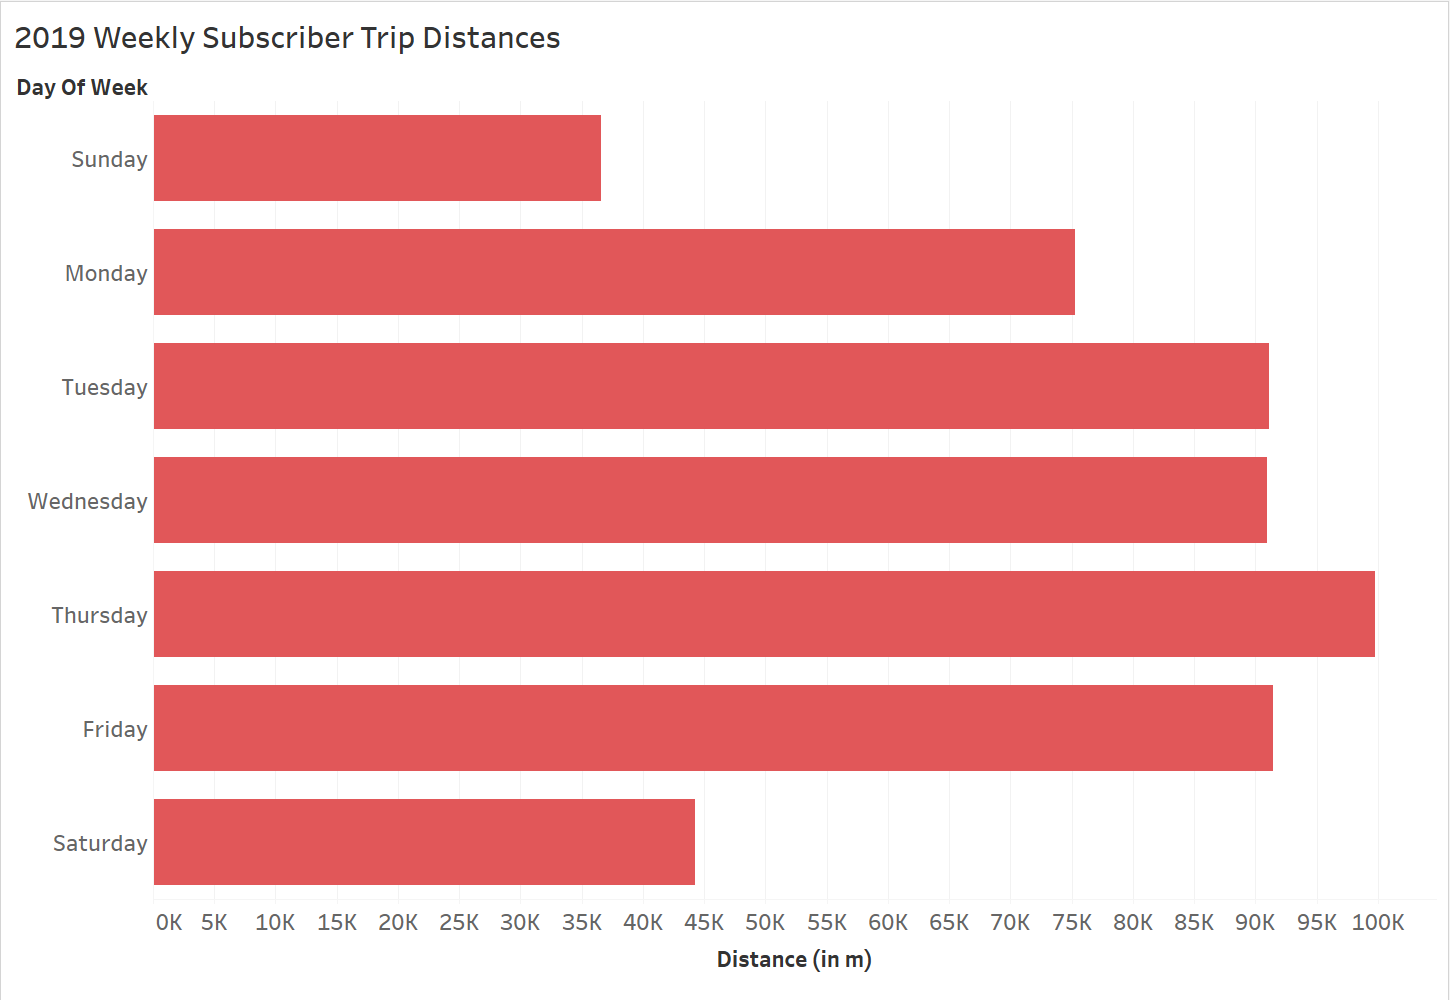 2019 Weekly Subscriber Trip Distances
Day Of Week
Sunday
Monday
Tuesday
Wednesday
Thursday
Friday
Saturday
0K 5K 10K 15K 20K 25K 30K 35K 40K 45K 50K 55K 60K 65K 70K 75K 80K 85K 90K 95K 100K
Distance (in m)